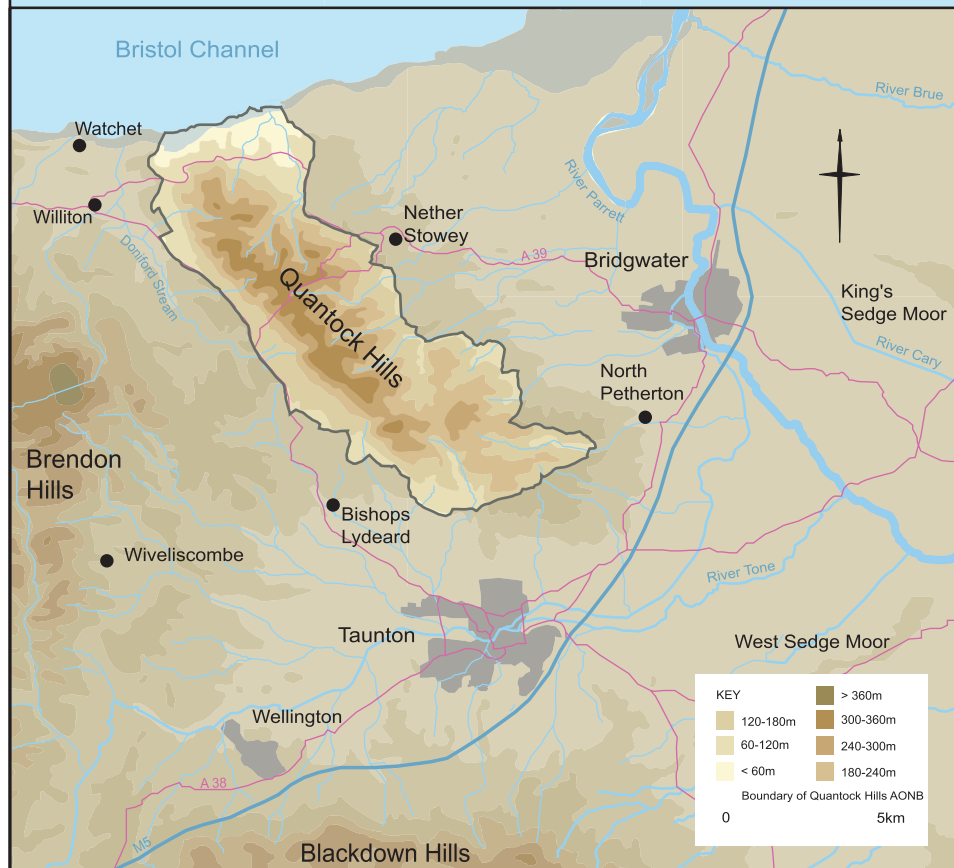 Bristol Channel
River Brue
Watchet
River Parrett
Williton
Nether
Stowey
Doniford Stream
A 39
Bridgwater
Quantock Hills
King's
Sedge Moor
River Cary
North
Petherton
Brendon
Hills
Bishops
Lydeard
Wiveliscombe
River Tone
Taunton
West Sedge Moor
Wellington
A 38
M5
Blackdown Hills
KEY
> 360m
120-180m
300-360m
60-120m
240-300m
< 60m
180-240m
Boundary of Quantock Hills AONB
0
5km